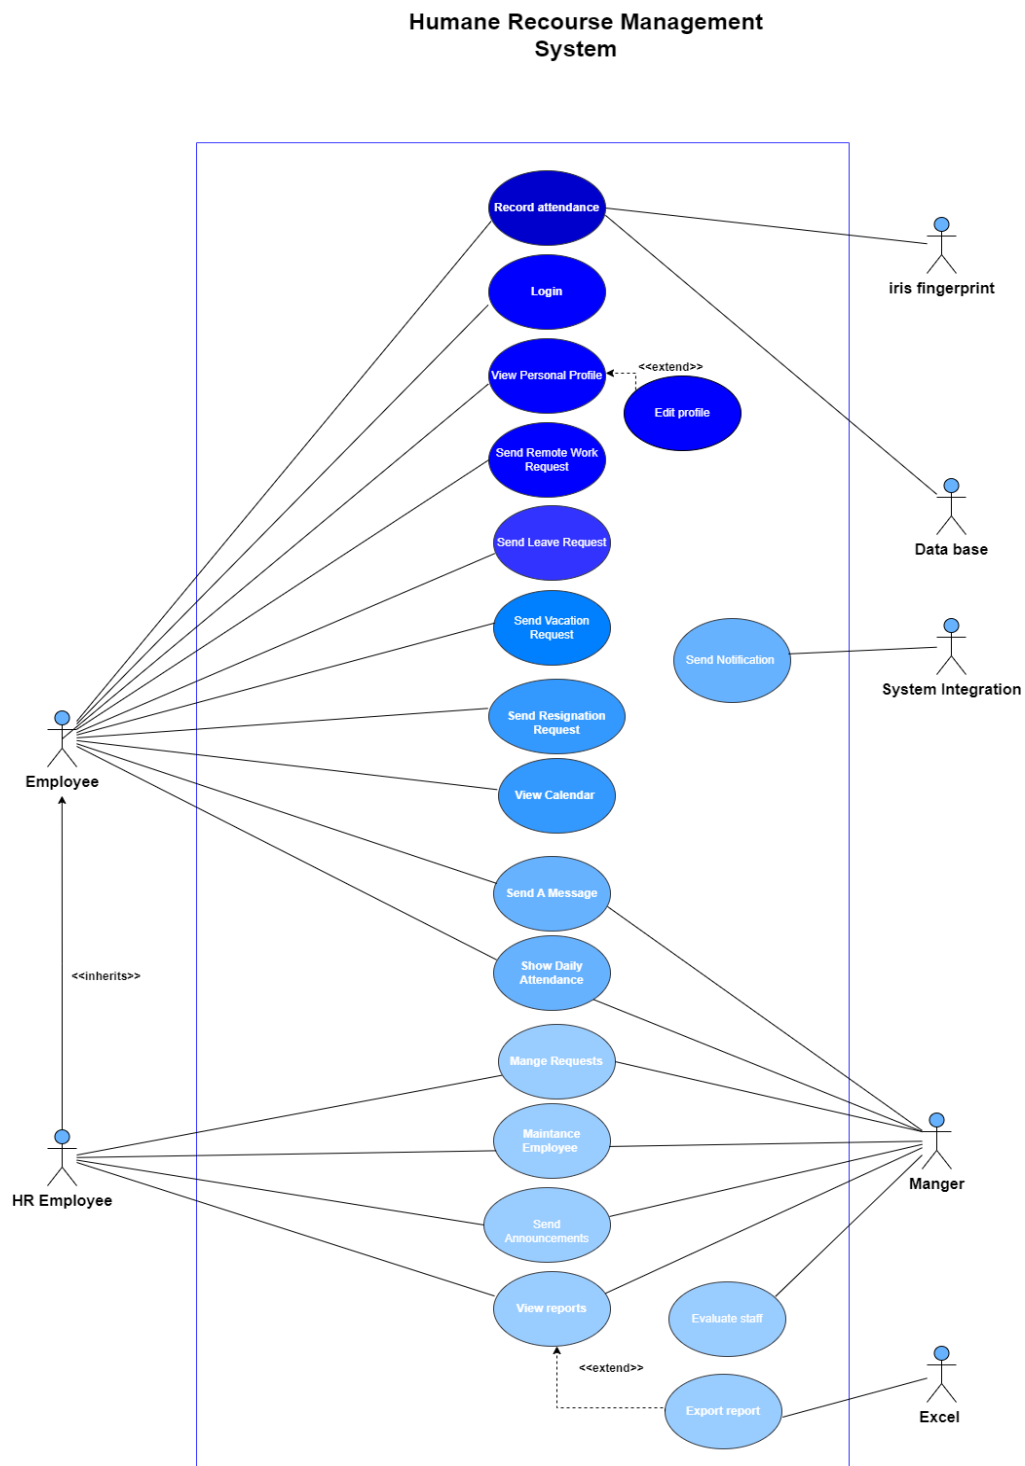 Humane Recourse Management
System
Record attendance
iris fingerprint
Login
<<extend>>
View Personal Profile
Edit profile
Send Remote Work
Request
Send Leave Request
Data base
Send Vacation
Request
Send Notification
System Integration
Send Resignation
Request
Employee
View Calendar
Send A Message
<<inherits>>
Show Daily
Attendance
Mange Requests
Maintance
Employee
HR Employee
Manger
Send
Announcements
View reports
Evaluate staff
<<extend>>
Export report
Excel